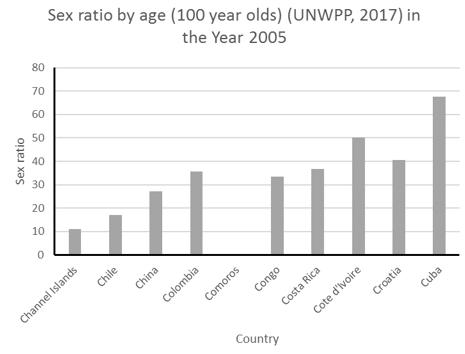 Sex ratio by age (100 year olds) (UNWPP, 2017) in
the Year 2005
80
70
60
50
40
30
20
10
0
Sex ratio
Channel Islands
Chile
China
Colombia
Comoros
Congo
Costa Rica
Cote d'Ivoire
Croatia
Cuba
Country